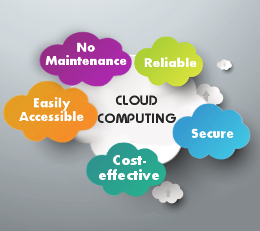 No
Maintenance
Reliable
Easily
Accessible
CLOUD
COMPUTING
Secure
Cost-
effective